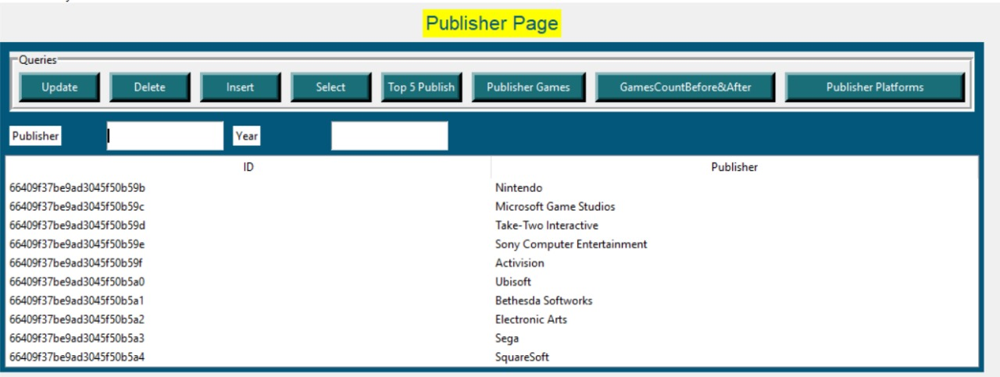 Publisher Page
Queries
Update Delete Insert Select Top 5 Publish Publisher Games GamesCountBefore&After Publisher Platforms
Publisher Year
ID Publisher
66409f37be9ad3045f50b59b Nintendo
66409f37be9ad3045f50b59c Microsoft Game Studios
66409f37be9ad3045f50b59d Take-Two Interactive
66409f37be9ad3045f50b59e Sony Computer Entertainment
66409f37be9ad3045f50b59f Activision
66409f37be9ad3045f50b5a0 Ubisoft
66409f37be9ad3045f50b5a1 Bethesda Softworks
66409f37be9ad3045f50b5a2 Electronic Arts
66409f37be9ad3045f50b5a3 Sega
66409f37be9ad3045f50b5a4 SquareSoft